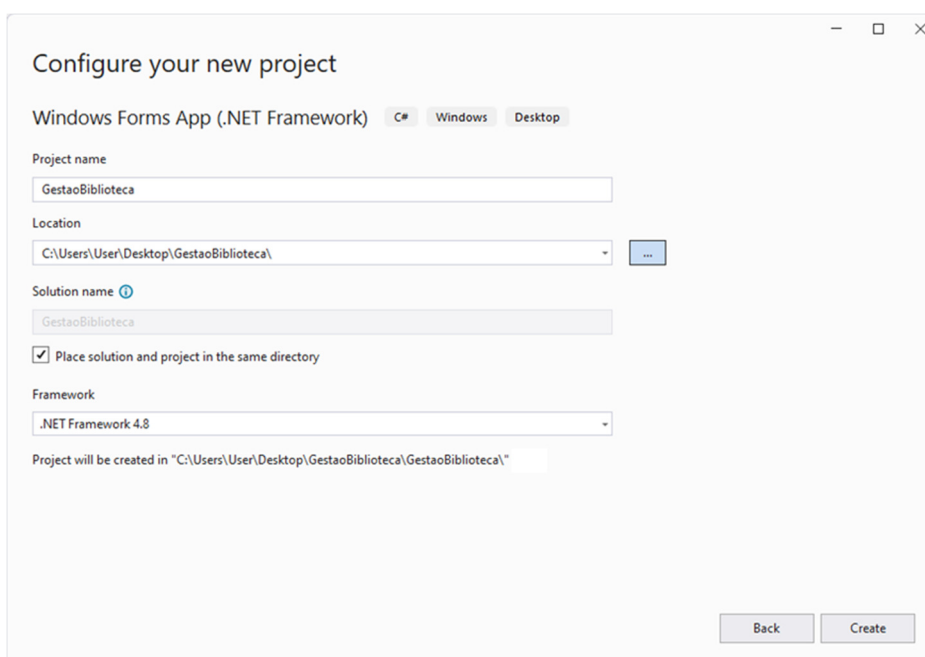 Configure your new project
Windows Forms App (.NET Framework) C# Windows Desktop
Project name
GestaoBiblioteca
Location
C:\Users\User\Desktop\GestaoBiblioteca\
...
Solution name
GestaoBiblioteca
Place solution and project in the same directory
Framework
.NET Framework 4.8
Project will be created in "C:\Users\User\Desktop\GestaoBiblioteca\GestaoBiblioteca\"
Back Create